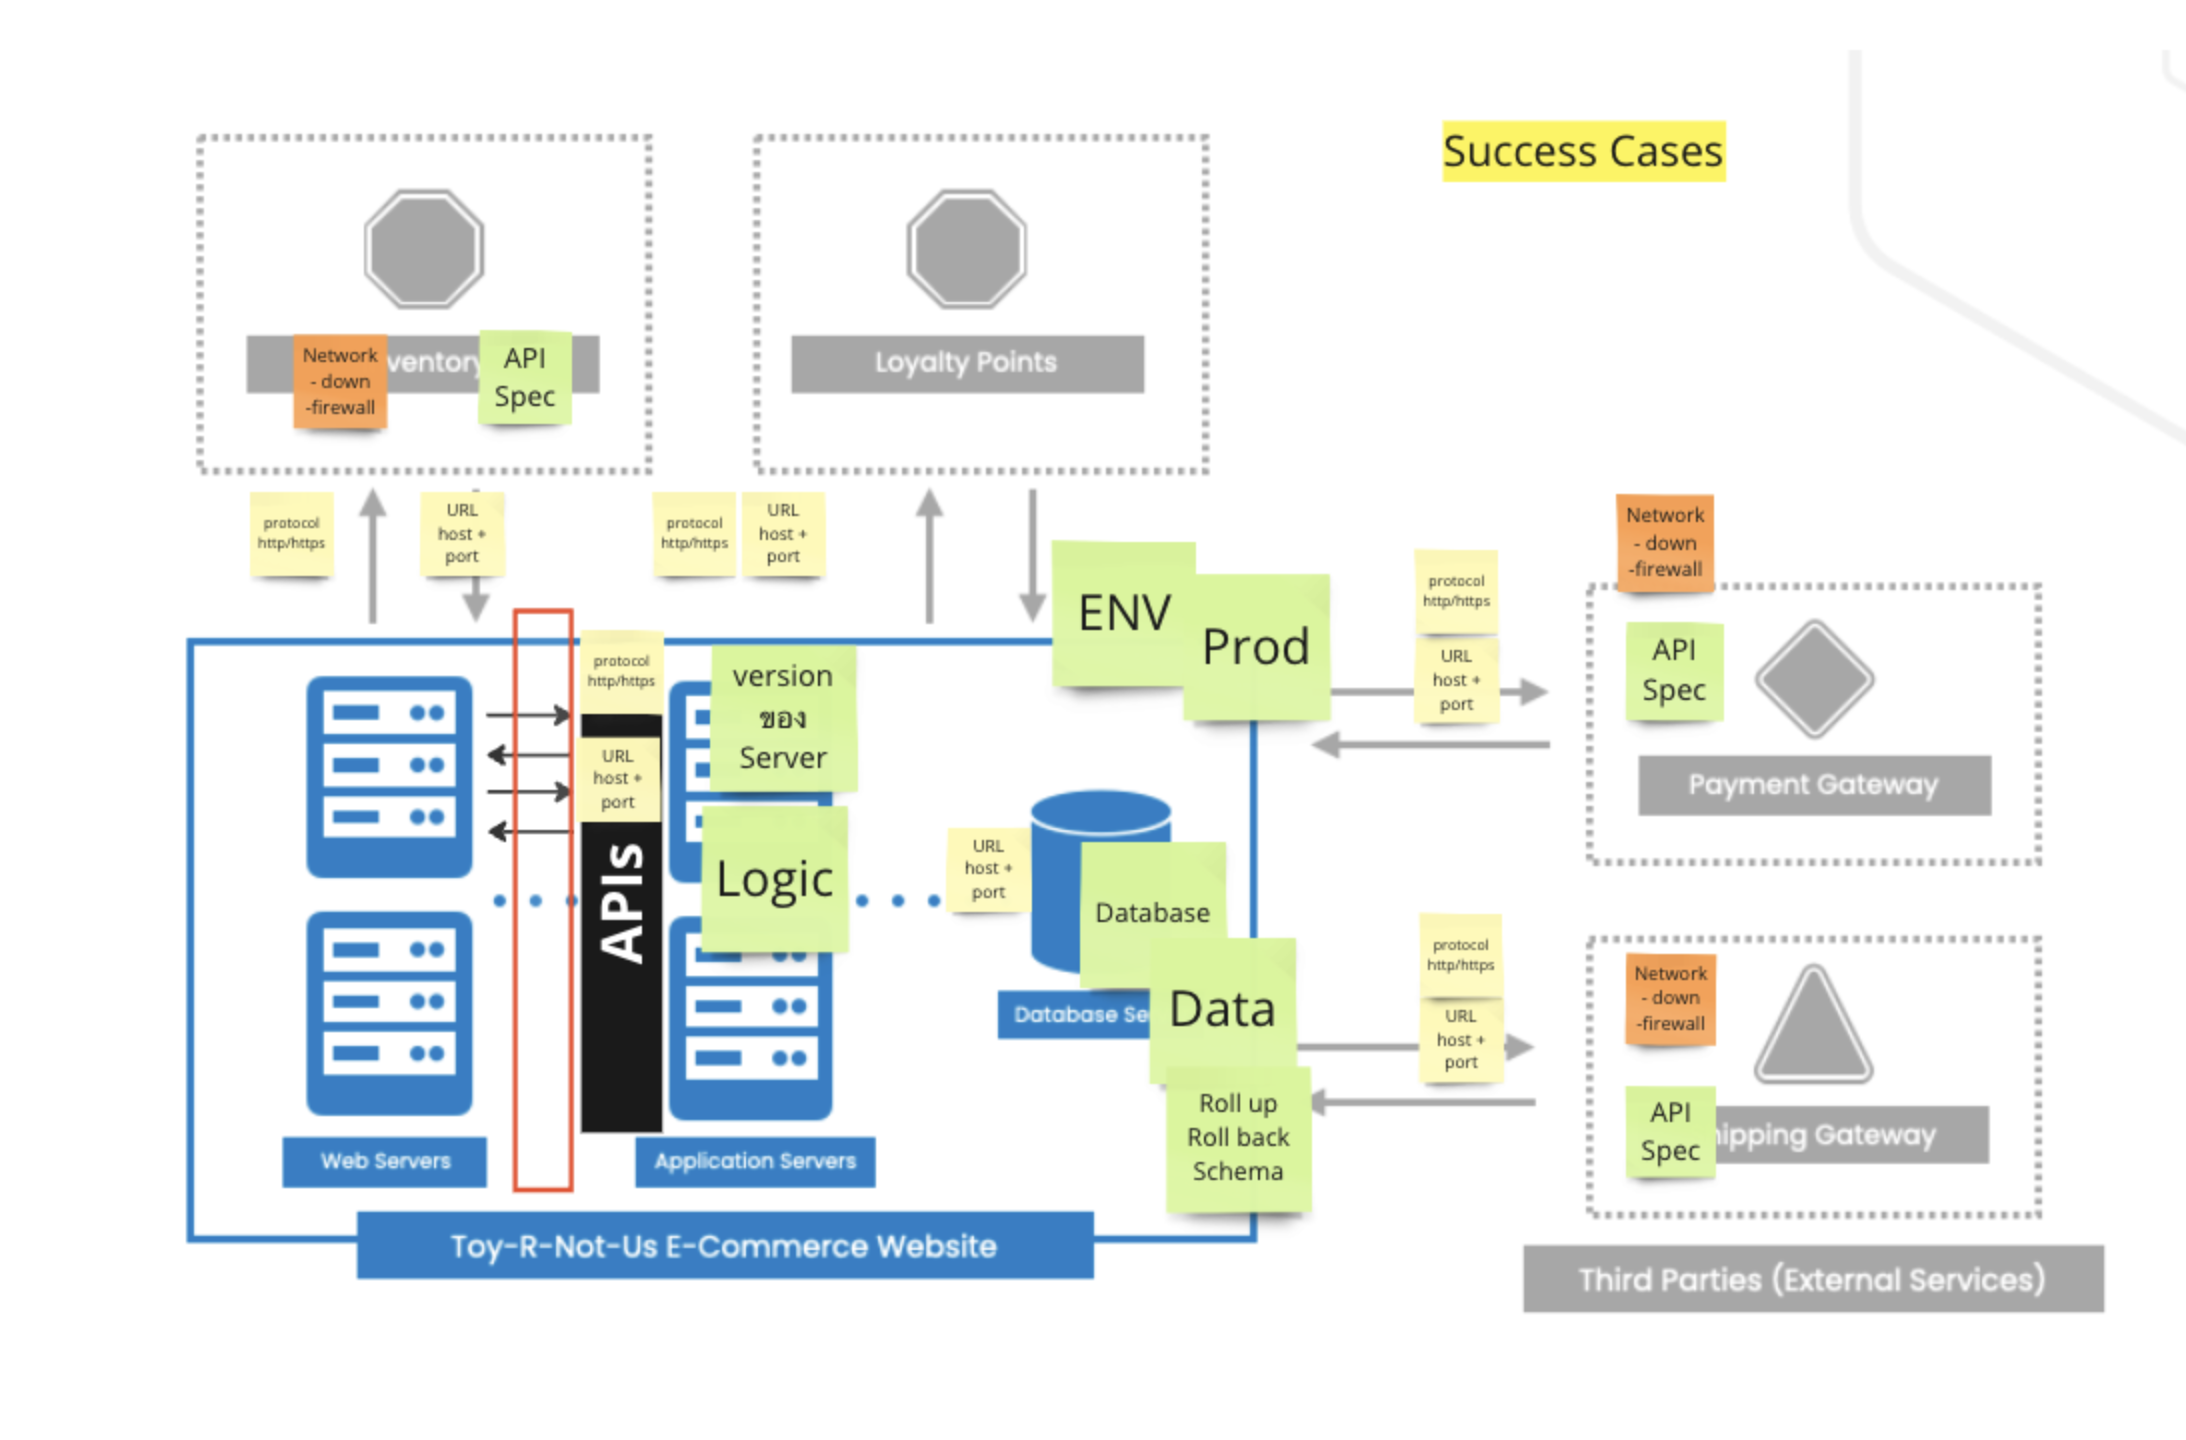 Success Cases
Network
- down
-firewall
ventory
API
Spec
Loyalty Points
protocol
http/https
URL
host +
port
protocol
http/https
URL
host +
port
ENV
Prod
protocol
http/https
URL
host +
port
Network
- down
-firewall
API
Spec
Payment Gateway
protocol
http/https
URL
host +
port
APIs
version
ของ
Server
Logic
URL
host +
port
Database
Database Se
Data
Roll up
Roll back
Schema
protocol
http/https
URL
host +
port
Network
- down
-firewall
API
Spec
hipping Gateway
Web Servers
Application Servers
Toy-R-Not-Us E-Commerce Website
Third Parties (External Services)